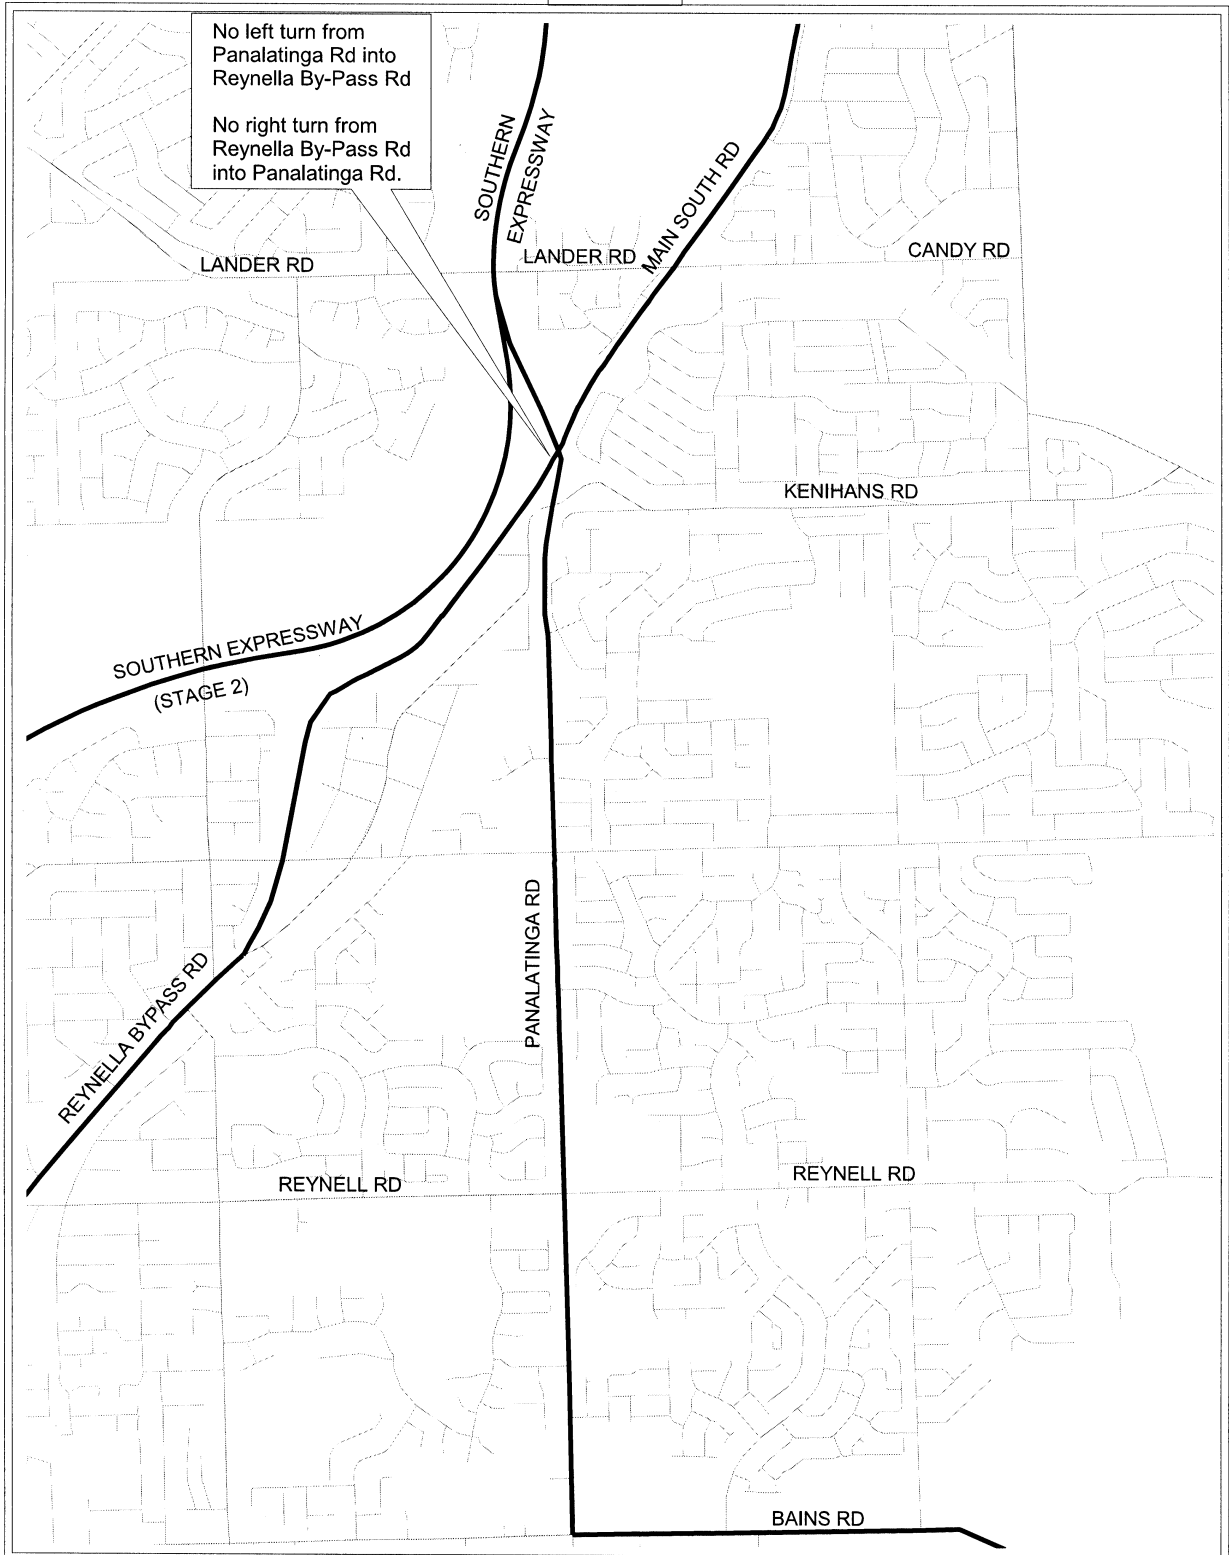 No left turn from
Panalatinga Rd into
Reynella By-Pass Rd
No right turn from
Reynella By-Pass Rd
into Panalatinga Rd.
SOUTHERN
EXPRESSWAY
MAIN SOUTH RD
LANDER RD
LANDER RD
CANDY RD
KENIHANS RD
SOUTHERN EXPRESSWAY
(STAGE 2)
PANALATINGA RD
REYNELLA BYPASS RD
REYNELL RD
REYNELL RD
BAINS RD